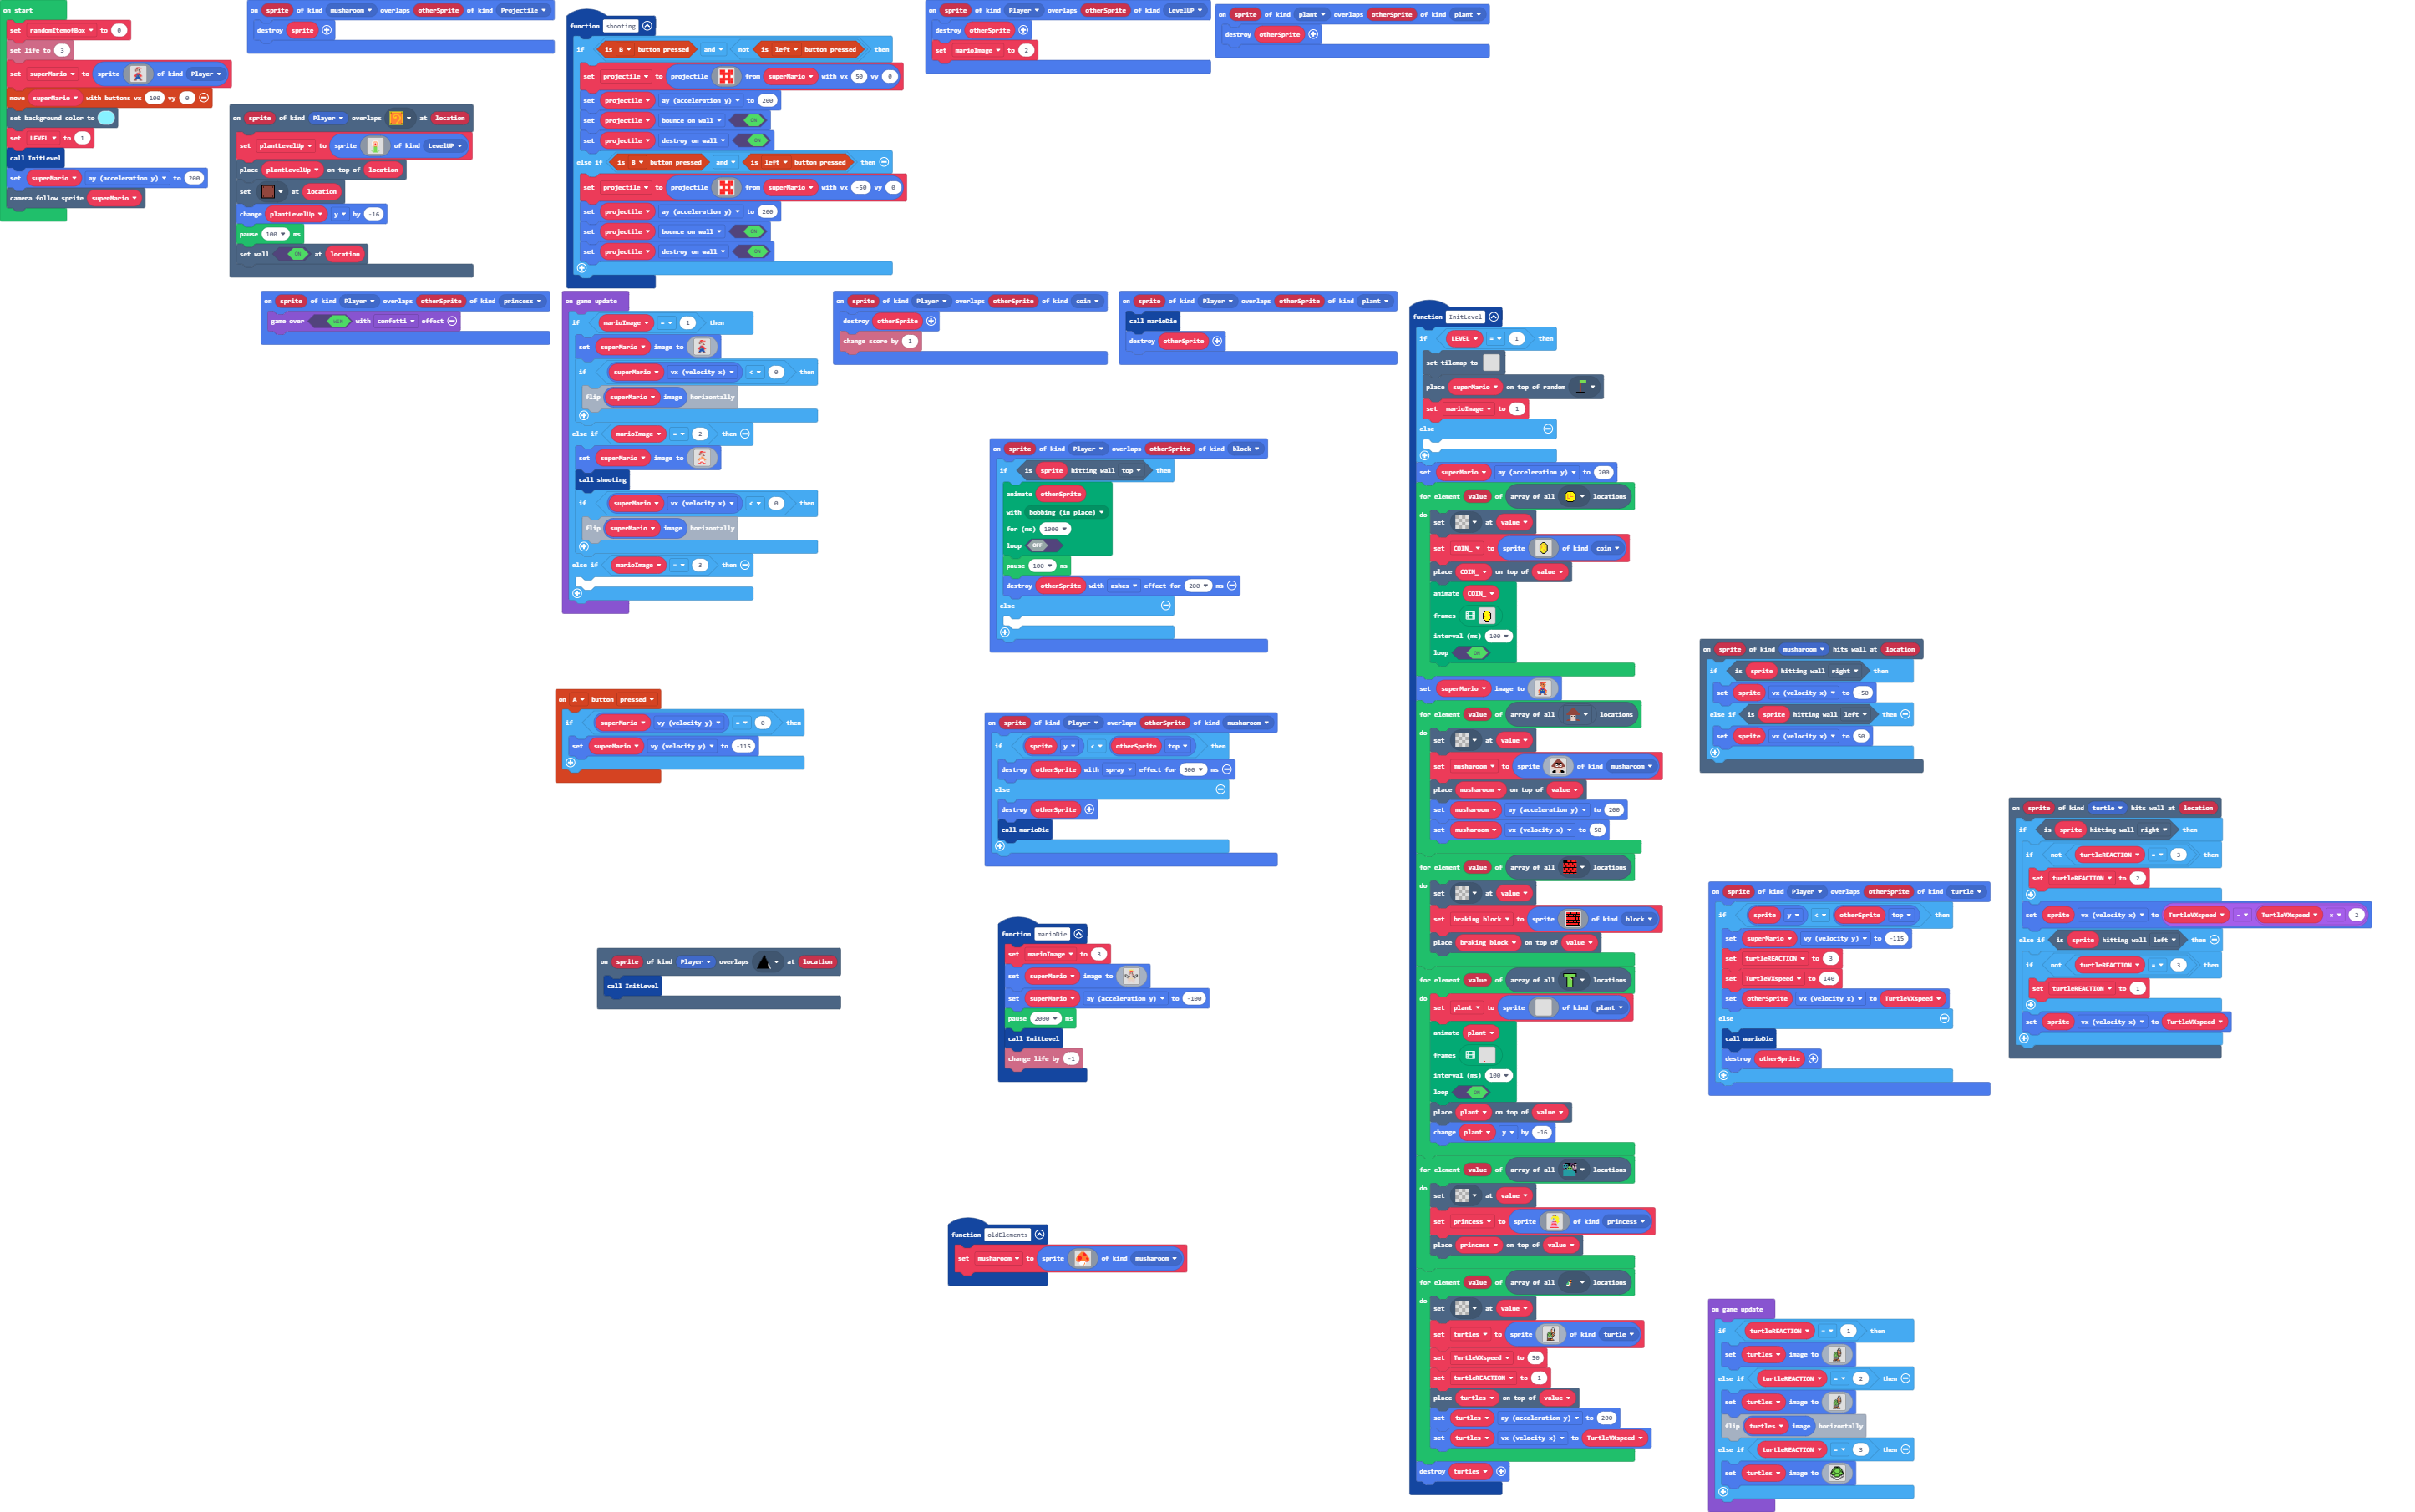 on start
set randomItemofBox to 0
set life to 3
set superMario to sprite of kind Player
move superMario with buttons vx 100 vy 0
set background color to
set LEVEL to 1
call InitLevel
set superMario ay (acceleration y) to 200
camera follow sprite superMario
on sprite of kind musharoom overlaps otherSprite of kind Projectile
destroy sprite
on sprite of kind Player overlaps at location
set plantLevelUp to sprite of kind LevelUP
place plantLevelUp on top of location
set at location
change plantLevelUp y by -16
pause 100 ms
set wall ON at location
on sprite of kind Player overlaps otherSprite of kind princess
game over WIN with confetti effect
function shooting
if is B button pressed and not is left button pressed then
set projectile to projectile from superMario with vx 50 vy 0
set projectile ay (acceleration y) to 200
set projectile bounce on wall ON
set projectile destroy on wall ON
else if is B button pressed and is left button pressed then
set projectile to projectile from superMario with vx -50 vy 0
set projectile ay (acceleration y) to 200
set projectile bounce on wall ON
set projectile destroy on wall ON
on sprite of kind Player overlaps otherSprite of kind LevelUP
destroy otherSprite
set marioImage to 2
on sprite of kind plant overlaps otherSprite of kind plant
destroy otherSprite
on game update
if marioImage = 1 then
set superMario image to
if superMario vx (velocity x) < 0 then
flip superMario image horizontally
else if marioImage = 2 then
set superMario image to
call shooting
if superMario vx (velocity x) < 0 then
flip superMario image horizontally
else if marioImage = 3 then
on sprite of kind Player overlaps otherSprite of kind coin
destroy otherSprite
change score by 1
on sprite of kind Player overlaps otherSprite of kind plant
call marioDie
destroy otherSprite
on sprite of kind Player overlaps otherSprite of kind block
if is sprite hitting wall top then
animate otherSprite
with bobbing (in place)
for (ms) 1000
loop OFF
pause 100 ms
destroy otherSprite with ashes effect for 200 ms
else
on A button pressed
if superMario vy (velocity y) = 0 then
set superMario vy (velocity y) to -115
on sprite of kind Player overlaps otherSprite of kind musharoom
if sprite y < otherSprite top then
destroy otherSprite with spray effect for 500 ms
else
destroy otherSprite
call marioDie
on sprite of kind Player overlaps at location
call InitLevel
function marioDie
set marioImage to 3
set superMario image to
set superMario ay (acceleration y) to -100
pause 2000 ms
call InitLevel
change life by -1
function oldElements
set musharoom to sprite of kind musharoom
function InitLevel
if LEVEL = 1 then
set tilemap to
place superMario on top of random
set marioImage to 1
else
set superMario ay (acceleration y) to 200
for element value of array of all locations
do set at value
set COIN_ to sprite of kind coin
place COIN_ on top of value
animate COIN_
frames
interval (ms) 100
loop ON
set superMario image to
for element value of array of all locations
do set at value
set musharoom to sprite of kind musharoom
place musharoom on top of value
set musharoom ay (acceleration y) to 200
set musharoom vx (velocity x) to 50
for element value of array of all locations
do set at value
set braking block to sprite of kind block
place braking block on top of value
for element value of array of all locations
do set plant to sprite of kind plant
animate plant
frames
interval (ms) 100
loop ON
place plant on top of value
change plant y by -16
for element value of array of all locations
do set at value
set princess to sprite of kind princess
place princess on top of value
for element value of array of all locations
do set at value
set turtles to sprite of kind turtle
set TurtleVXspeed to 50
set turtleREACTION to 1
place turtles on top of value
set turtles ay (acceleration y) to 200
set turtles vx (velocity x) to TurtleVXspeed
destroy turtles
on sprite of kind musharoom hits wall at location
if is sprite hitting wall right then
set sprite vx (velocity x) to -50
else if is sprite hitting wall left then
set sprite vx (velocity x) to 50
on sprite of kind turtle hits wall at location
if is sprite hitting wall right then
if not turtleREACTION = 3 then
set turtleREACTION to 2
set sprite vx (velocity x) to TurtleVXspeed - TurtleVXspeed x 2
else if is sprite hitting wall left then
if not turtleREACTION = 3 then
set turtleREACTION to 1
set sprite vx (velocity x) to TurtleVXspeed
on sprite of kind Player overlaps otherSprite of kind turtle
if sprite y < otherSprite top then
set superMario vy (velocity y) to -115
set turtleREACTION to 3
set TurtleVXspeed to 140
set otherSprite vx (velocity x) to TurtleVXspeed
else
call marioDie
destroy otherSprite
on game update
if turtleREACTION = 1 then
set turtles image to
else if turtleREACTION = 2 then
set turtles image to
flip turtles image horizontally
else if turtleREACTION = 3 then
set turtles image to